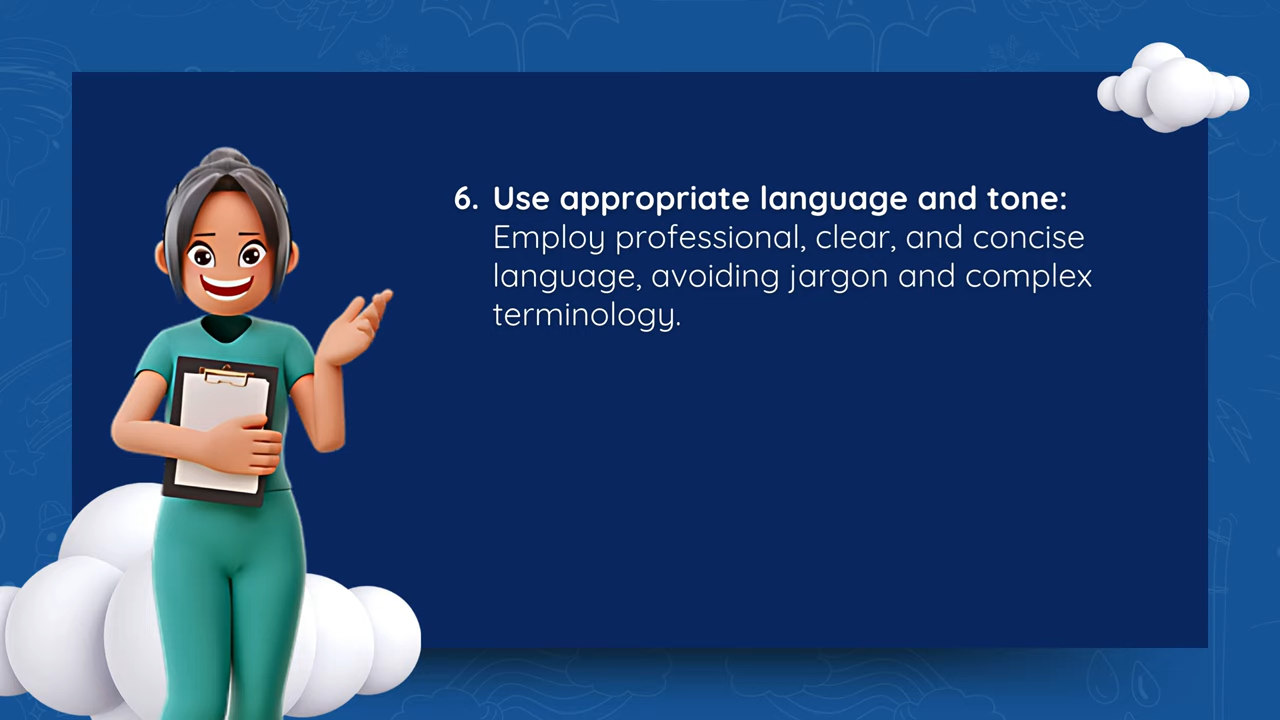 6. Use appropriate language and tone:
Employ professional, clear, and concise
language, avoiding jargon and complex
terminology.